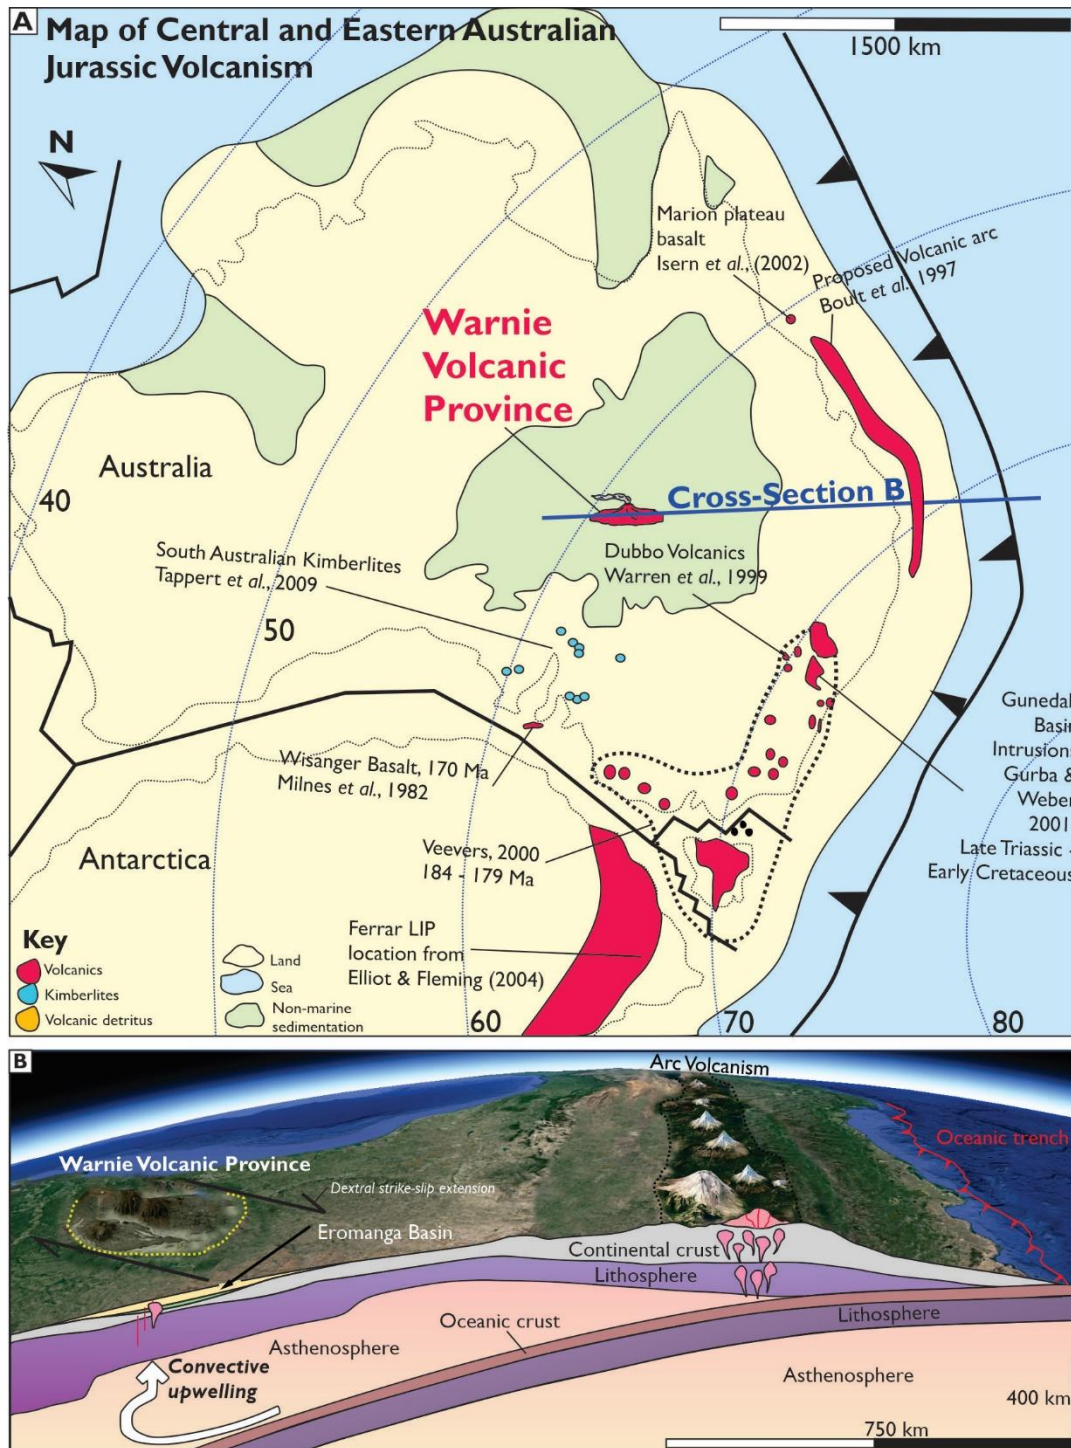 A
Map of Central and Eastern Australian
Jurassic Volcanism
1500 km
N
Marion plateau
basalt
Isern et al., (2002)
Proposed Volcanic arc
Boult et al. 1997
Warnie
Volcanic
Province
Australia
40
Cross-Section B
South Australian Kimberlites
Tappert et al., 2009
Dubbo Volcanics
Warren et al., 1999
50
Gunedah
Basin
Intrusions
Gurba &
Weber
2001,
Late Triassic -
Early Cretaceous
Wisanger Basalt, 170 Ma
Milnes et al., 1982
Veevers, 2000
184 - 179 Ma
Antarctica
Ferrar LIP
location from
Elliot & Fleming (2004)
Key
Volcanics
Kimberlites
Volcanic detritus
Land
Sea
Non-marine
sedimentation
60
70
80
B
Arc Volcanism
Oceanic trench
Warnie Volcanic Province
Dextral strike-slip extension
Eromanga Basin
Continental crust
Lithosphere
Oceanic crust
Lithosphere
Asthenosphere
Convective
upwelling
Asthenosphere
400 km
750 km